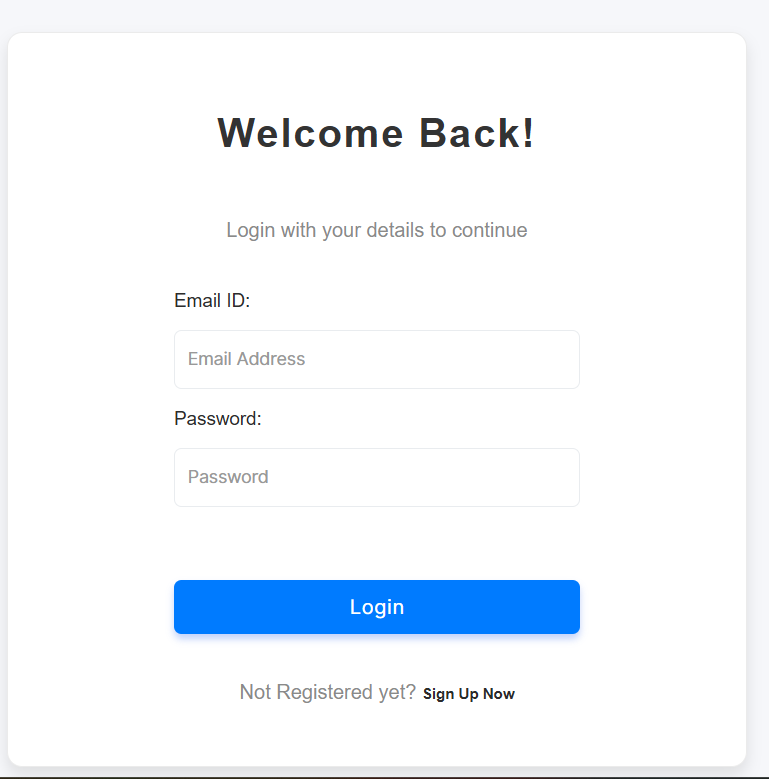 Welcome Back!
Login with your details to continue
Email ID:
Email Address
Password:
Password
Login
Not Registered yet? Sign Up Now